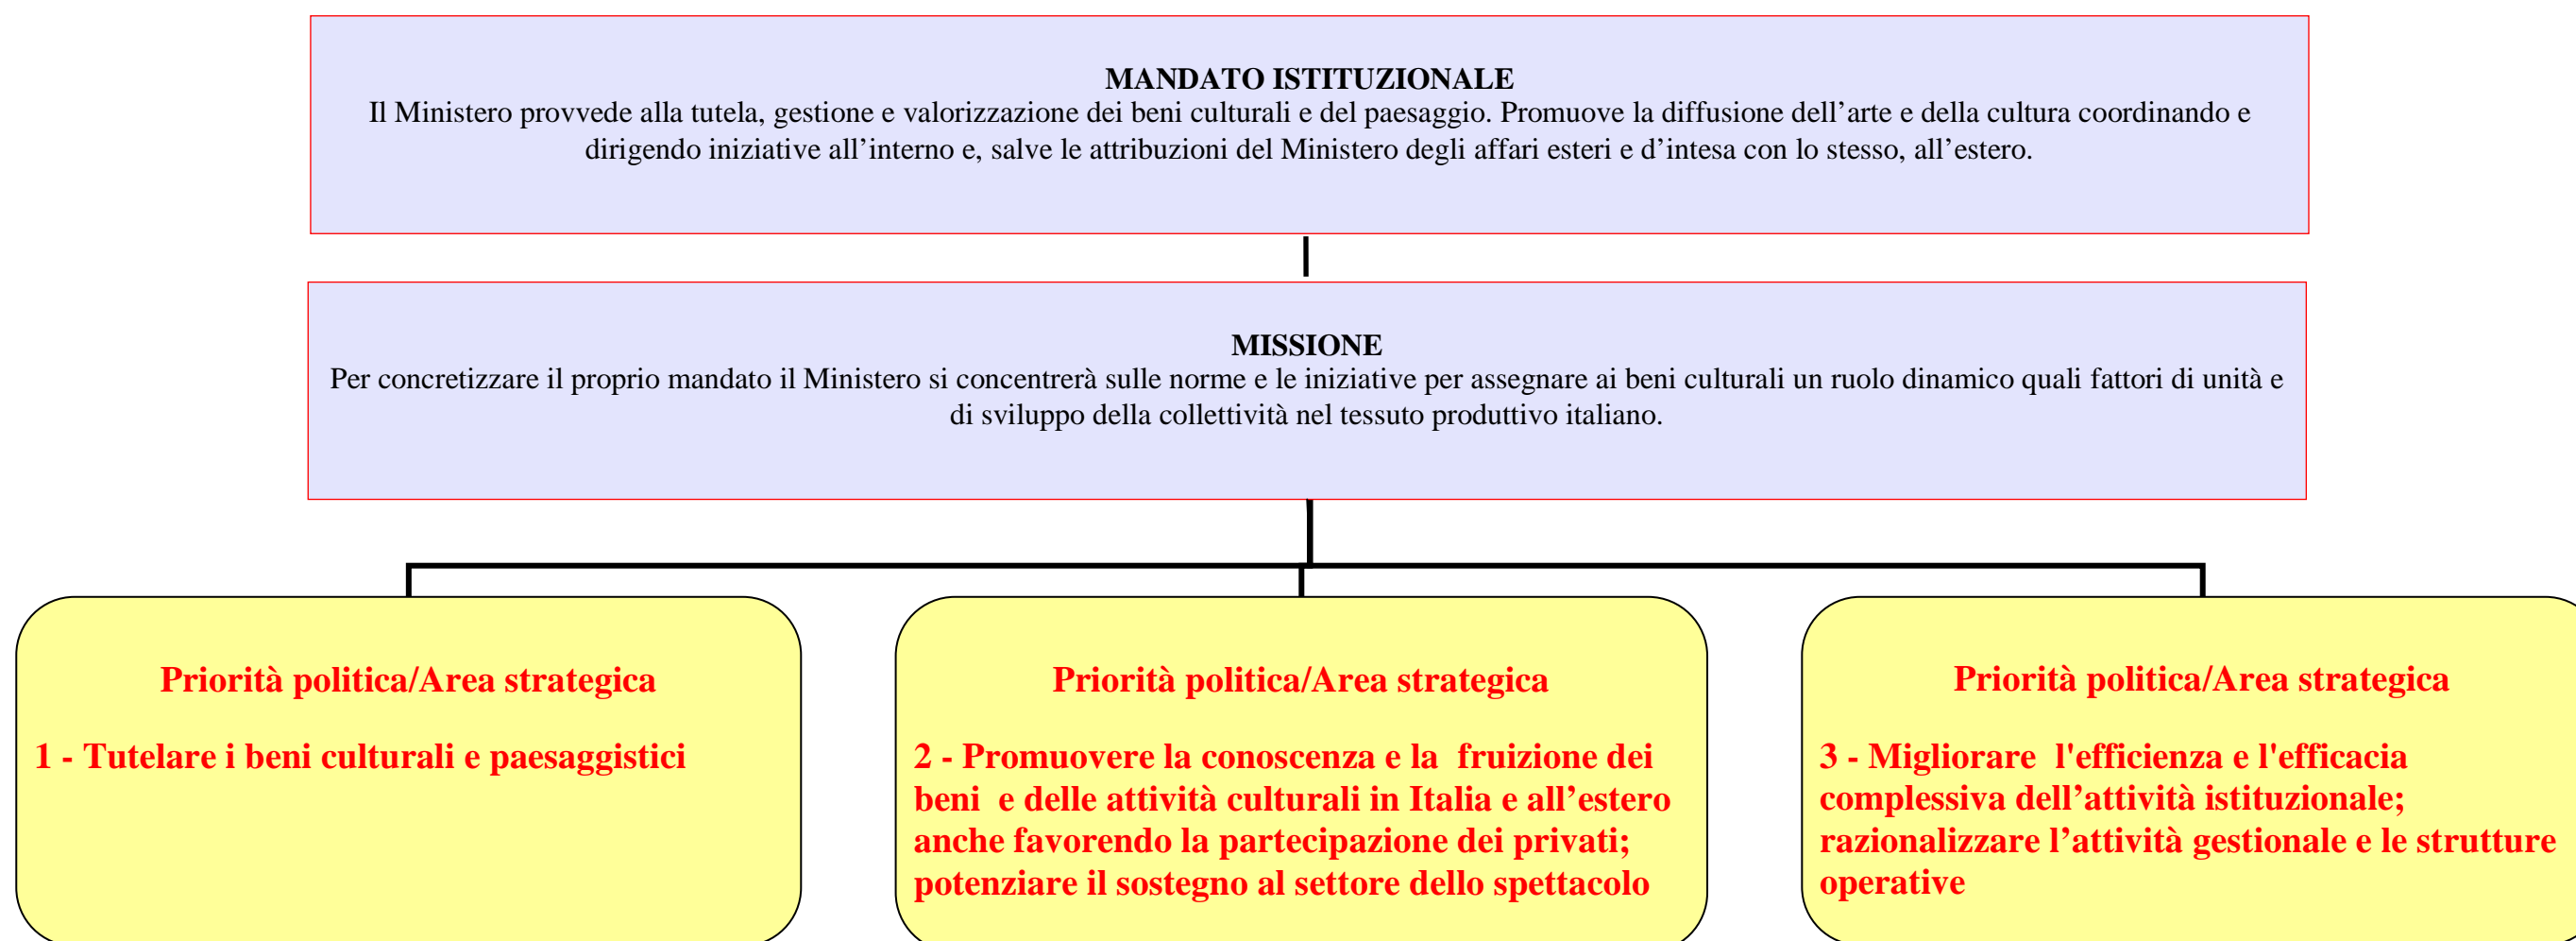 MANDATO ISTITUZIONALE
Il Ministero provvede alla tutela, gestione e valorizzazione dei beni culturali e del paesaggio. Promuove la diffusione dell’arte e della cultura coordinando e
dirigendo iniziative all’interno e, salve le attribuzioni del Ministero degli affari esteri e d’intesa con lo stesso, all’estero.
MISSIONE
Per concretizzare il proprio mandato il Ministero si concentrerà sulle norme e le iniziative per assegnare ai beni culturali un ruolo dinamico quali fattori di unità e
di sviluppo della collettività nel tessuto produttivo italiano.
Priorità politica/Area strategica
1 - Tutelare i beni culturali e paesaggistici
Priorità politica/Area strategica
2 - Promuovere la conoscenza e la  fruizione dei
beni  e delle attività culturali in Italia e all’estero
anche favorendo la partecipazione dei privati;
potenziare il sostegno al settore dello spettacolo
Priorità politica/Area strategica
3 - Migliorare  l'efficienza e l'efficacia
complessiva dell’attività istituzionale;
razionalizzare l’attività gestionale e le strutture
operative